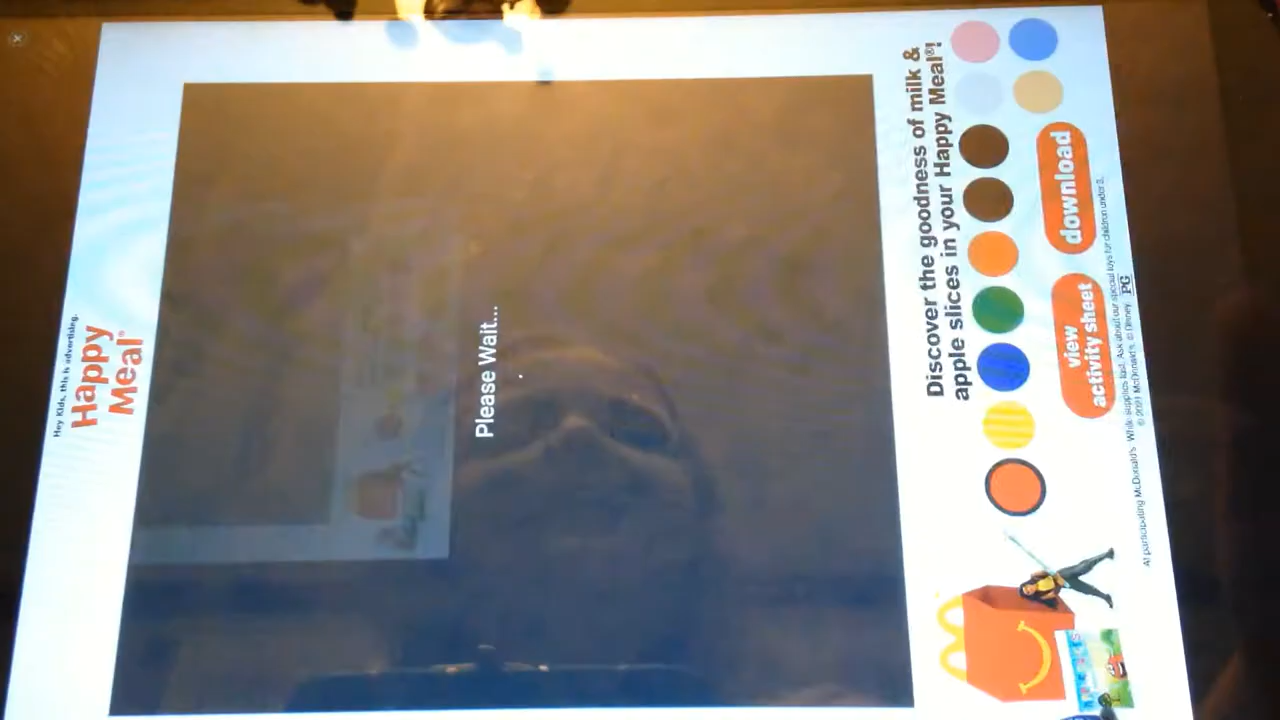 Hey Kids, this is advertising.
Happy
Meal®
Please Wait...
Discover the goodness of milk &
apple slices in your Happy Meal®!
view
activity sheet
download
At participating McDonald's. While supplies last. Ask about our special toys for children under 3.
© 2021 McDonald's. © Disney. PG